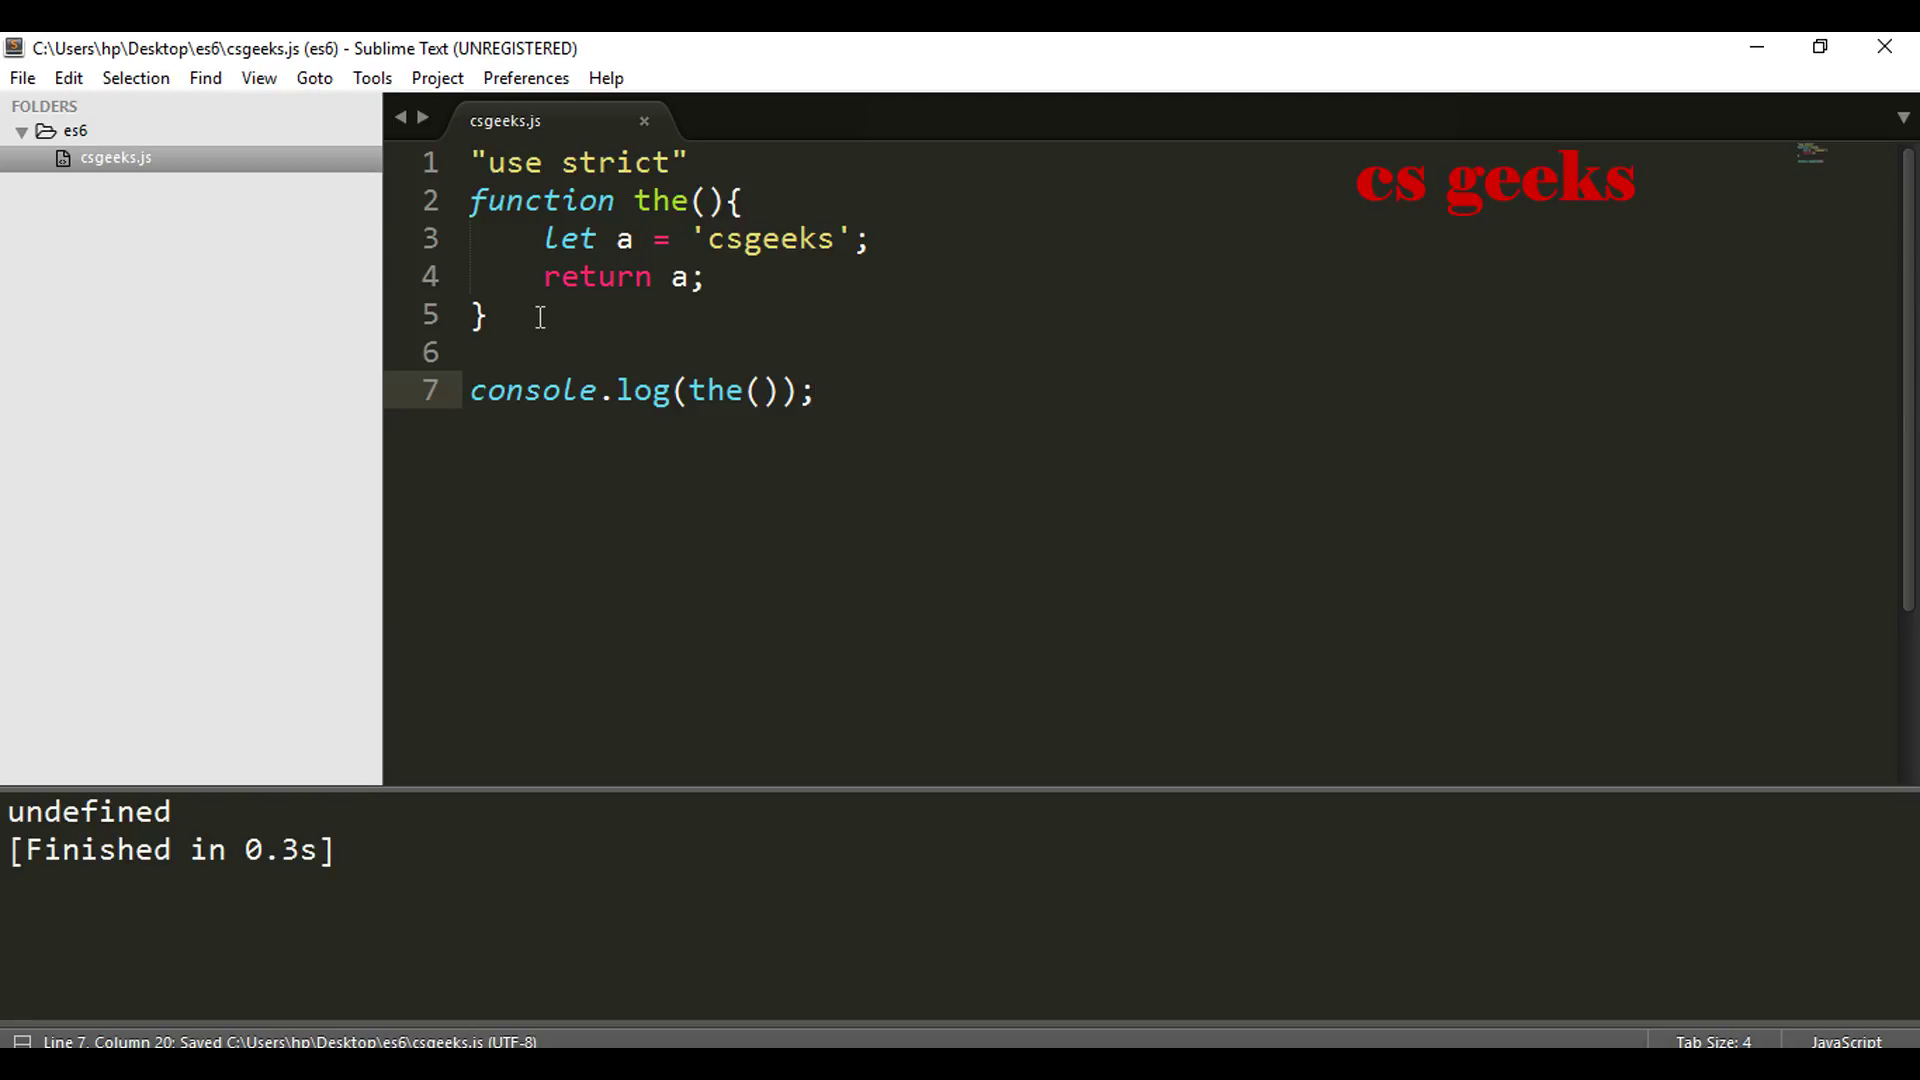 C:\Users\hp\Desktop\es6\csgeeks.js (es6) - Sublime Text (UNREGISTERED)
File Edit Selection Find View Goto Tools Project Preferences Help
FOLDERS
es6
csgeeks.js
csgeeks.js
cs geeks
1 "use strict"
2 function the(){
3     let a = 'csgeeks';
4     return a;
5 }
6
7 console.log(the());
undefined
[Finished in 0.3s]
Line 7, Column 20; Saved C:\Users\hp\Desktop\es6\csgeeks.js (UTF-8) Tab Size: 4 JavaScript